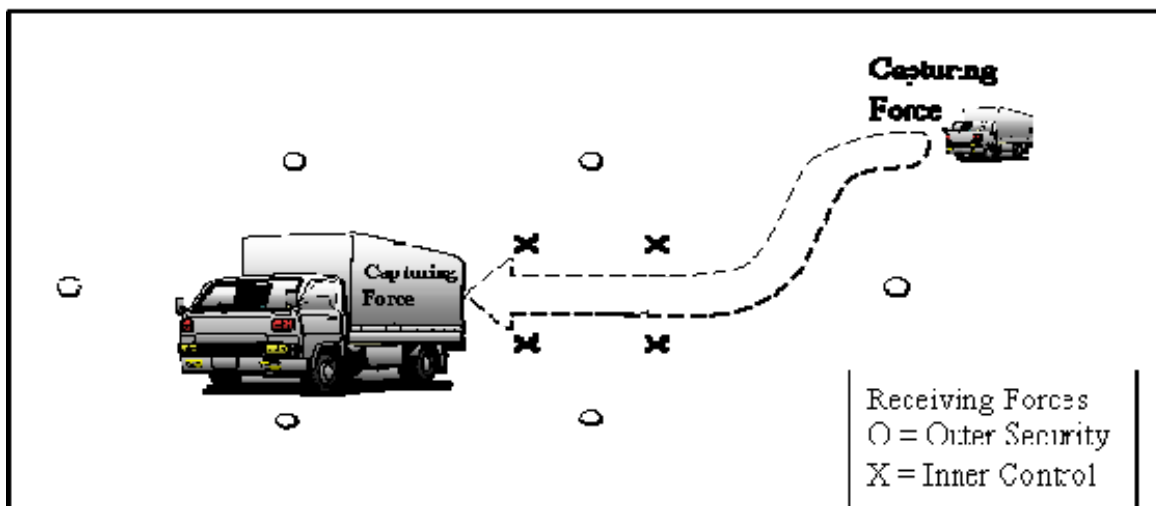 Capturing
Force
Capturing
Force
Receiving Forces
O = Outer Security
X = Inner Control